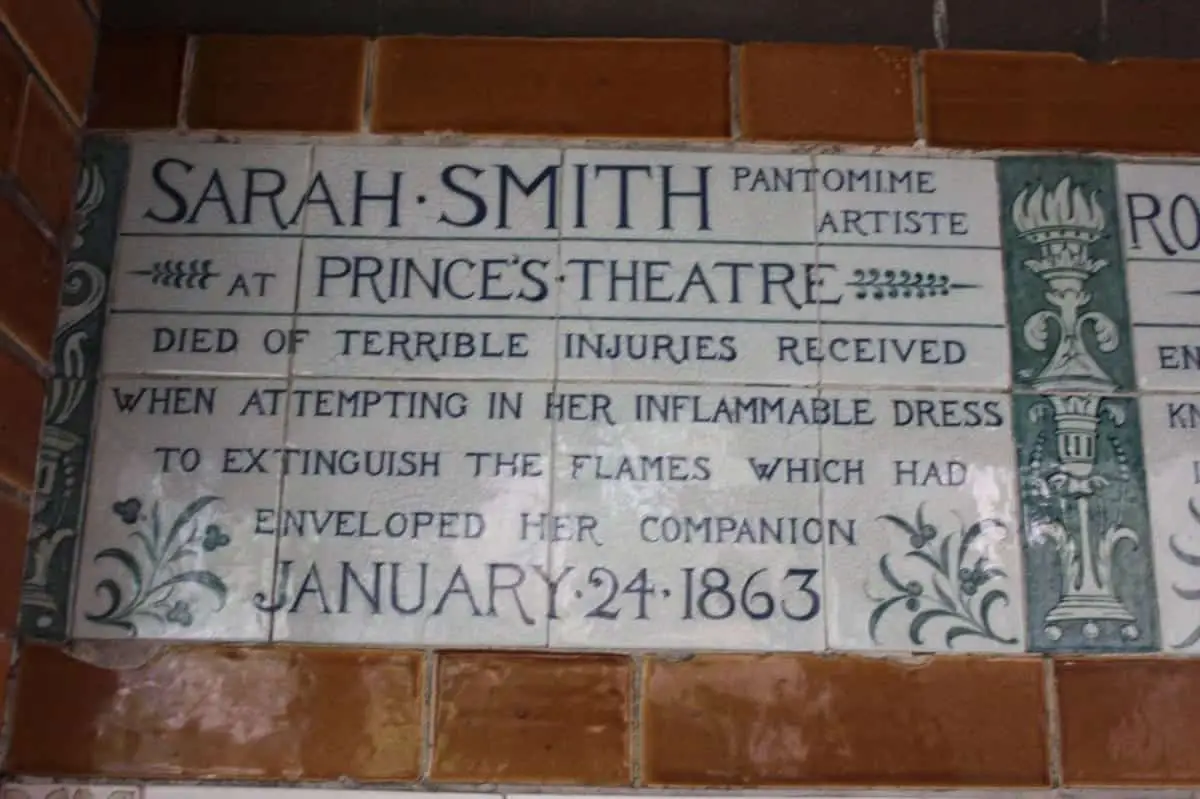 SARAH·SMITH PANTOMIME
ARTISTE
AT PRINCE'S·THEATRE
DIED OF TERRIBLE INJURIES RECEIVED
WHEN ATTEMPTING IN HER INFLAMMABLE DRESS
TO EXTINGUISH THE FLAMES WHICH HAD
ENVELOPED HER COMPANION
JANUARY·24·1863
RO
EN
KN